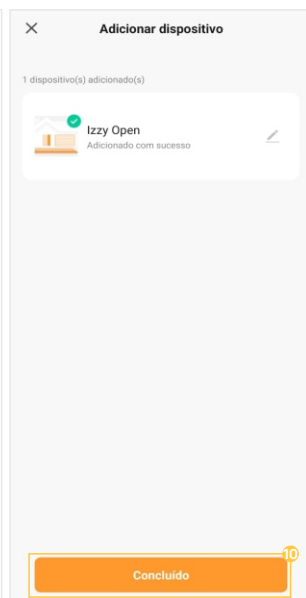 Adicionar dispositivo
1 dispositivo(s) adicionado(s)
Izzy Open
Adicionado com sucesso
10
Concluído